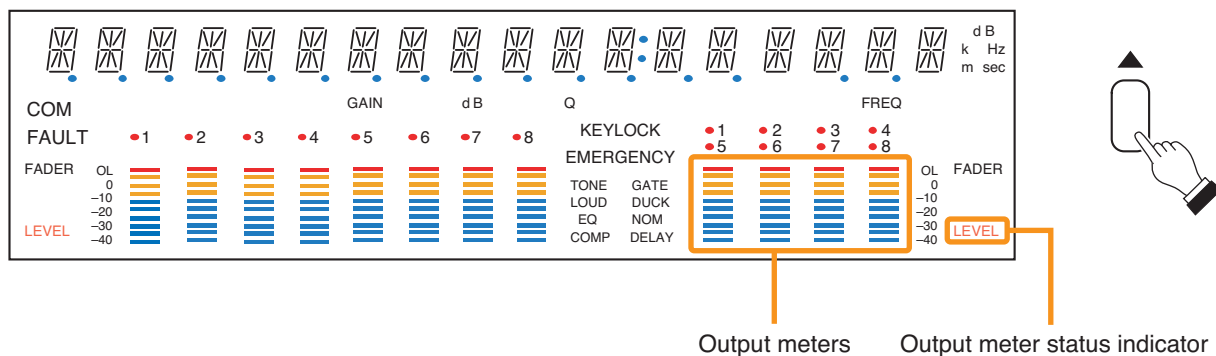 d B
k Hz
m sec
COM GAIN d B Q FREQ
FAULT 1 2 3 4 5 6 7 8 KEYLOCK 1 2 3 4
EMERGENCY 5 6 7 8
FADER OL OL FADER
0 TONE GATE 0
–10 LOUD DUCK –10
–20 EQ NOM –20
LEVEL –30 –30 LEVEL
–40 COMP DELAY –40
Output meters Output meter status indicator